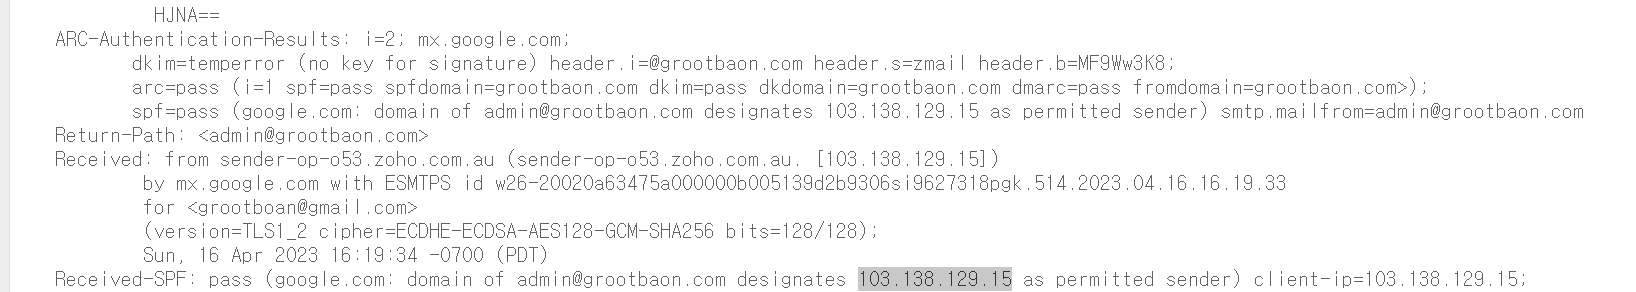 HJNA==
ARC-Authentication-Results: i=2; mx.google.com;
dkim=temperror (no key for signature) header.i=@grootbaon.com header.s=zmail header.b=MF9Ww3K8;
arc=pass (i=1 spf=pass spfdomain=grootbaon.com dkim=pass dkdomain=grootbaon.com dmarc=pass fromdomain=grootbaon.com>);
spf=pass (google.com: domain of admin@grootbaon.com designates 103.138.129.15 as permitted sender) smtp.mailfrom=admin@grootbaon.com
Return-Path: <admin@grootbaon.com>
Received: from sender-op-o53.zoho.com.au (sender-op-o53.zoho.com.au. [103.138.129.15])
by mx.google.com with ESMTPS id w26-20020a63475a000000b005139d2b9306si9627318pgk.514.2023.04.16.16.19.33
for <grootboan@gmail.com>
(version=TLS1_2 cipher=ECDHE-ECDSA-AES128-GCM-SHA256 bits=128/128);
Sun, 16 Apr 2023 16:19:34 -0700 (PDT)
Received-SPF: pass (google.com: domain of admin@grootbaon.com designates 103.138.129.15 as permitted sender) client-ip=103.138.129.15;